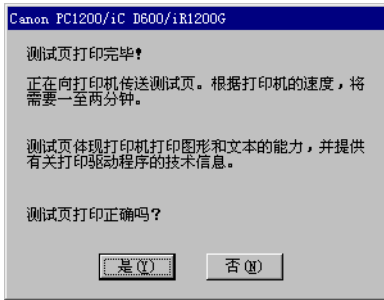 Canon PC1200/iC D600/iR1200G
测试页打印完毕!
正在向打印机传送测试页。根据打印机的速度，将
需要一至两分钟。
测试页体现打印机打印图形和文本的能力，并提供
有关打印驱动程序的技术信息。
测试页打印正确吗?
是(Y) 否(N)